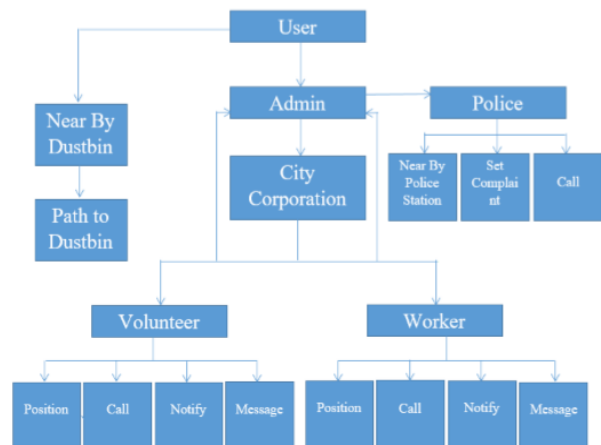 User
Admin
Police
Near By
Dustbin
City
Corporation
Near By
Police
Station
Set
Complai
nt
Call
Path to
Dustbin
Volunteer
Worker
Position
Call
Notify
Message
Position
Call
Notify
Message